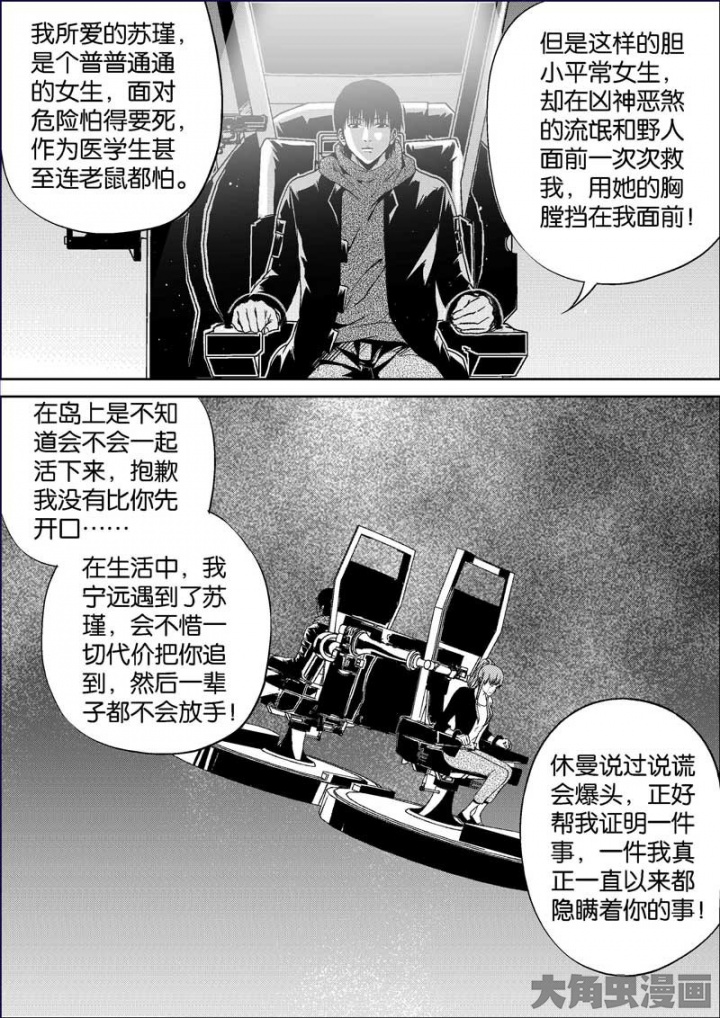 我所爱的苏瑾，
是个普普通通
的女生，面对
危险怕得要死，
作为医学生甚
至连老鼠都怕。
但是这样的胆
小平常女生，
却在凶神恶煞
的流氓和野人
面前一次次救
我，用她的胸
膛挡在我面前！
在岛上是不知
道会不会一起
活下来，抱歉
我没有比你先
开口……
在生活中，我
宁远遇到了苏
瑾，会不惜一
切代价把你追
到，然后一辈
子都不会放手！
休曼说过说谎
会爆头，正好
帮我证明一件
事，一件我真
正一直以来都
隐瞒着你的事！
大角虫漫画